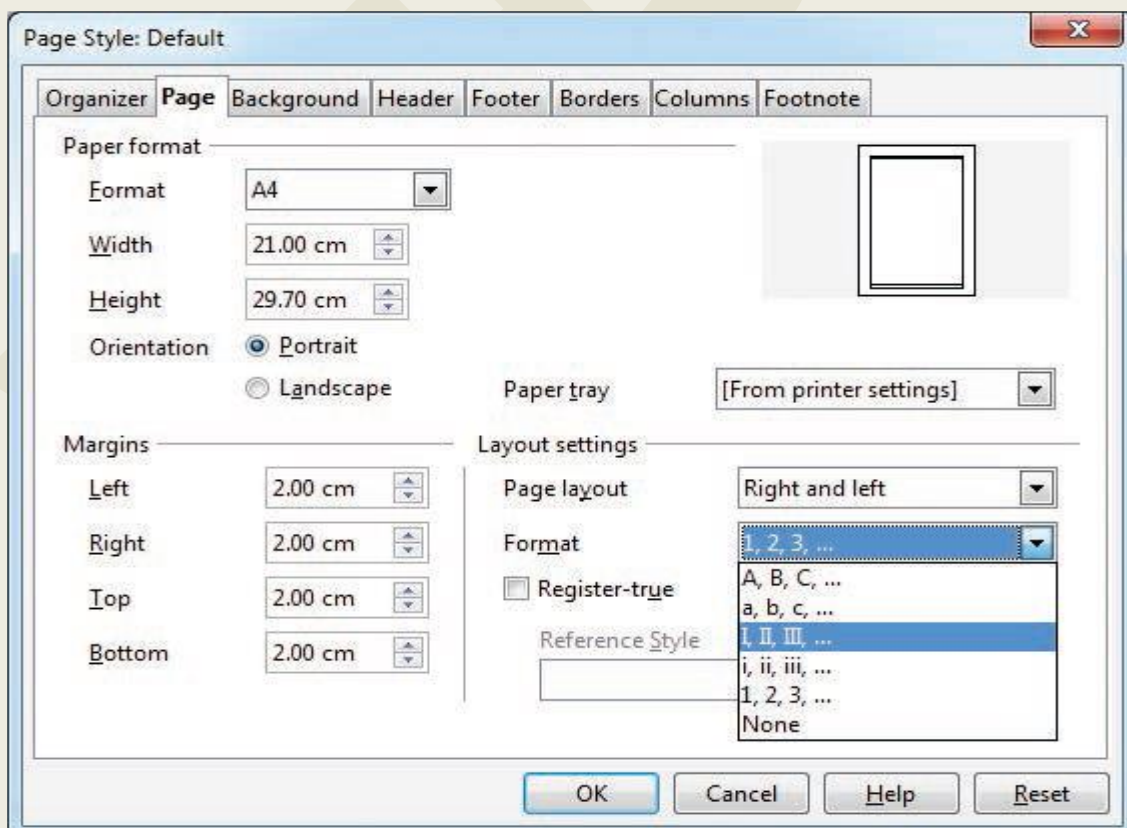 Page Style: Default
Organizer Page Background Header Footer Borders Columns Footnote
Paper format
Format A4
Width 21.00 cm
Height 29.70 cm
Orientation Portrait
Landscape Paper tray [From printer settings]
Margins Layout settings
Left 2.00 cm Page layout Right and left
Right 2.00 cm Format 1, 2, 3, ...
A, B, C, ...
Top 2.00 cm Register-true a, b, c, ...
I, II, III, ...
Bottom 2.00 cm Reference Style i, ii, iii, ...
1, 2, 3, ...
None
OK Cancel Help Reset